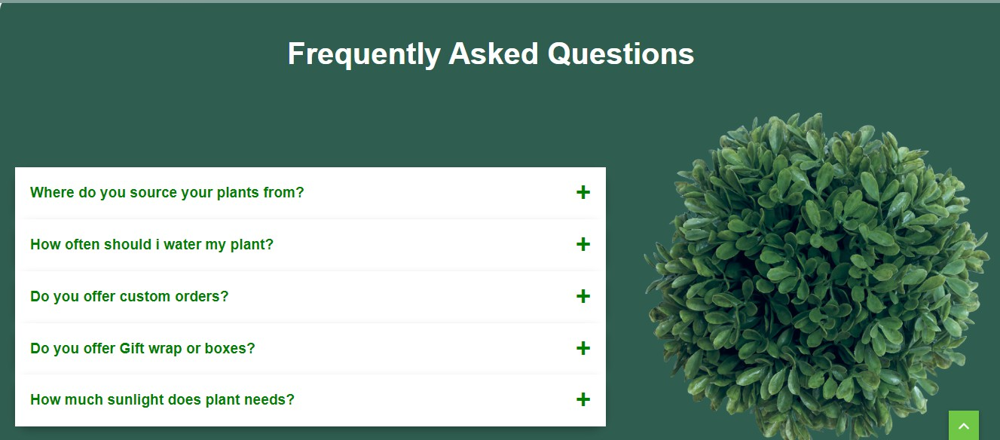 Frequently Asked Questions
Where do you source your plants from?
How often should i water my plant?
Do you offer custom orders?
Do you offer Gift wrap or boxes?
How much sunlight does plant needs?